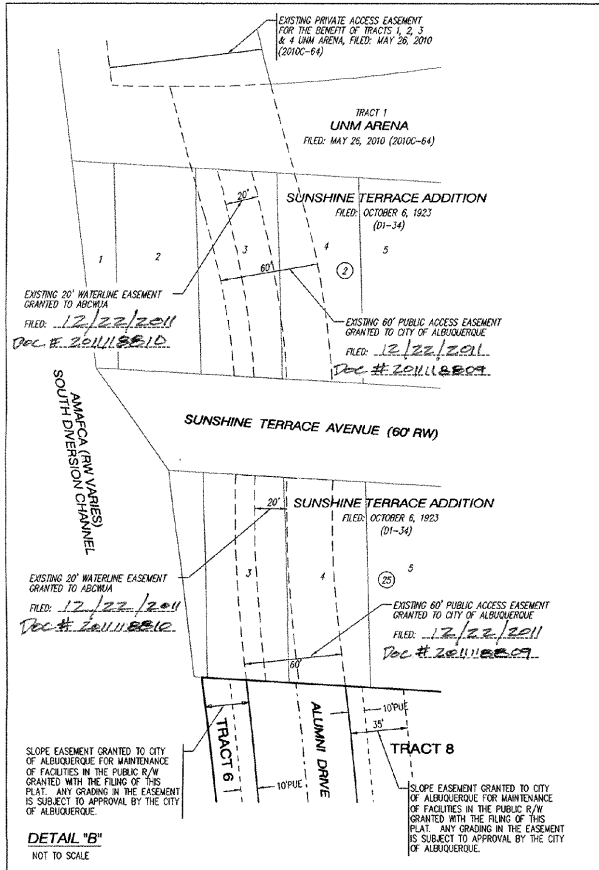 EXISTING PRIVATE ACCESS EASEMENT
FOR THE BENEFIT OF TRACTS 1, 2, 3
& 4 UNM ARENA, FILED: MAY 26, 2010
(2010C-64)
TRACT 1
UNM ARENA
FILED: MAY 26, 2010 (2010C-64)
20'
SUNSHINE TERRACE ADDITION
FILED: OCTOBER 6, 1923
(D1-34)
1
2
3
4
5
2
60'
EXISTING 20' WATERLINE EASEMENT
GRANTED TO ABCWUA
FILED: 12/22/2011
Doc # 2011118810
EXISTING 60' PUBLIC ACCESS EASEMENT
GRANTED TO CITY OF ALBUQUERQUE
FILED: 12/22/2011
Doc # 2011118809
AMAFCA (RW VARIES)
SOUTH DIVERSION CHANNEL
SUNSHINE TERRACE AVENUE (60' RW)
20'
SUNSHINE TERRACE ADDITION
FILED: OCTOBER 6, 1923
(D1-34)
3
4
5
25
EXISTING 20' WATERLINE EASEMENT
GRANTED TO ABCWUA
FILED: 12/22/2011
Doc # 2011118810
EXISTING 60' PUBLIC ACCESS EASEMENT
GRANTED TO CITY OF ALBUQUERQUE
FILED: 12/22/2011
Doc # 2011118809
60'
TRACT 6
10'PUE
ALUMNI DRIVE
10'PUE
35'
TRACT 8
SLOPE EASEMENT GRANTED TO CITY
OF ALBUQUERQUE FOR MAINTENANCE
OF FACILITIES IN THE PUBLIC R/W
GRANTED WITH THE FILING OF THIS
PLAT. ANY GRADING IN THE EASEMENT
IS SUBJECT TO APPROVAL BY THE CITY
OF ALBUQUERQUE.
SLOPE EASEMENT GRANTED TO CITY
OF ALBUQUERQUE FOR MAINTENANCE
OF FACILITIES IN THE PUBLIC R/W
GRANTED WITH THE FILING OF THIS
PLAT. ANY GRADING IN THE EASEMENT
IS SUBJECT TO APPROVAL BY THE CITY
OF ALBUQUERQUE.
DETAIL "B"
NOT TO SCALE